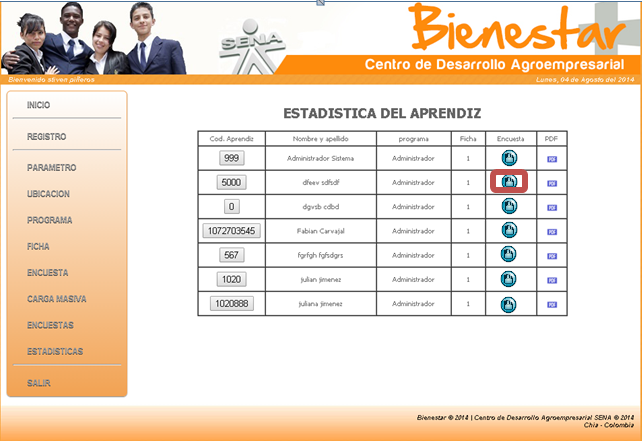 SENA
Bienestar
Centro de Desarrollo Agroempresarial
Bienvenido stiven piñeros
Lunes, 04 de Agosto del 2014
INICIO
REGISTRO
PARAMETRO
UBICACION
PROGRAMA
FICHA
ENCUESTA
CARGA MASIVA
ENCUESTAS
ESTADISTICAS
SALIR
ESTADISTICA DEL APRENDIZ
Cod. Aprendiz Nombre y apellido programa Ficha Encuesta PDF
999 Administrador Sistema Administrador 1 PDF
5000 dfeev sdfsdf Administrador 1 PDF
0 dgvsb cdbd Administrador 1 PDF
1072703545 Fabian Carvajal Administrador 1 PDF
567 fgrfgh fgfsdgrs Administrador 1 PDF
1020 julian jimenez Administrador 1 PDF
1020888 juliana jimenez Administrador 1 PDF
Bienestar ® 2014 | Centro de Desarrollo Agroempresarial SENA ® 2014
Chia - Colombia